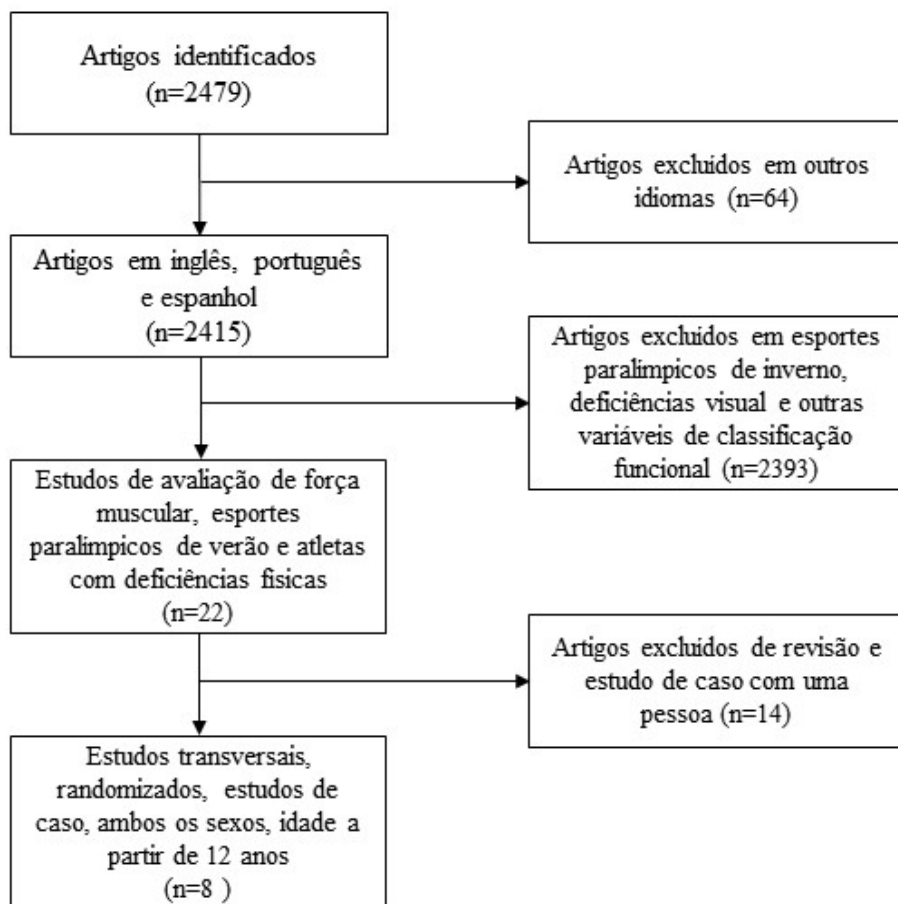 Artigos identificados
(n=2479)
Artigos excluídos em outros
idiomas (n=64)
Artigos em inglês, português
e espanhol
(n=2415)
Artigos excluídos em esportes
paralimpicos de inverno,
deficiências visual e outras
variáveis de classificação
funcional (n=2393)
Estudos de avaliação de força
muscular, esportes
paralimpicos de verão e atletas
com deficiências físicas
(n=22)
Artigos excluídos de revisão e
estudo de caso com uma
pessoa (n=14)
Estudos transversais,
randomizados, estudos de
caso, ambos os sexos, idade a
partir de 12 anos
(n=8 )